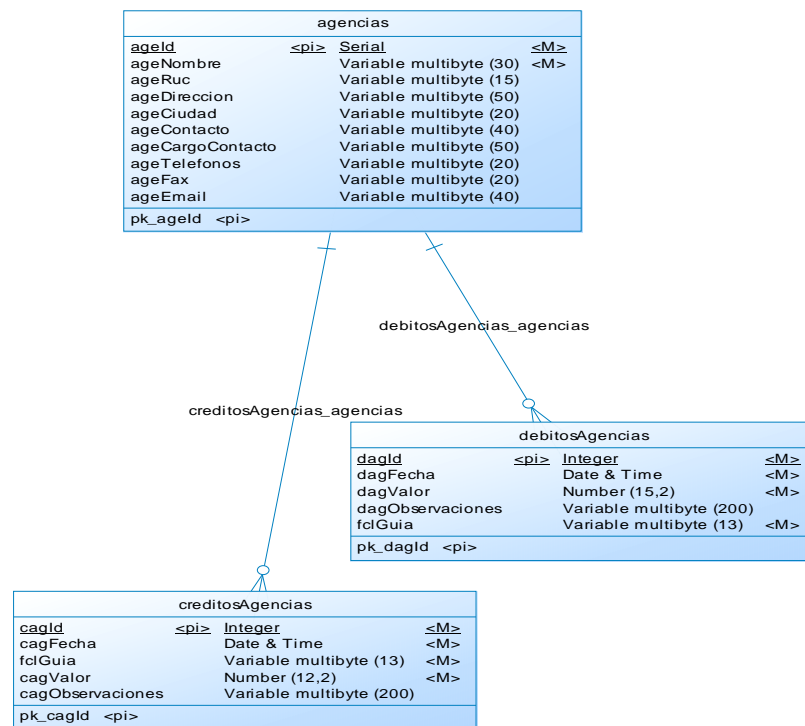 agencias
ageId <pi> Serial <M>
ageNombre Variable multibyte (30) <M>
ageRuc Variable multibyte (15)
ageDireccion Variable multibyte (50)
ageCiudad Variable multibyte (20)
ageContacto Variable multibyte (40)
ageCargoContacto Variable multibyte (50)
ageTelefonos Variable multibyte (20)
ageFax Variable multibyte (20)
ageEmail Variable multibyte (40)
pk_ageId <pi>
debitosAgencias_agencias
creditosAgencias_agencias
debitosAgencias
dagId <pi> Integer <M>
dagFecha Date & Time <M>
dagValor Number (15,2) <M>
dagObservaciones Variable multibyte (200)
fclGuia Variable multibyte (13) <M>
pk_dagId <pi>
creditosAgencias
cagId <pi> Integer <M>
cagFecha Date & Time <M>
fclGuia Variable multibyte (13) <M>
cagValor Number (12,2) <M>
cagObservaciones Variable multibyte (200)
pk_cagId <pi>